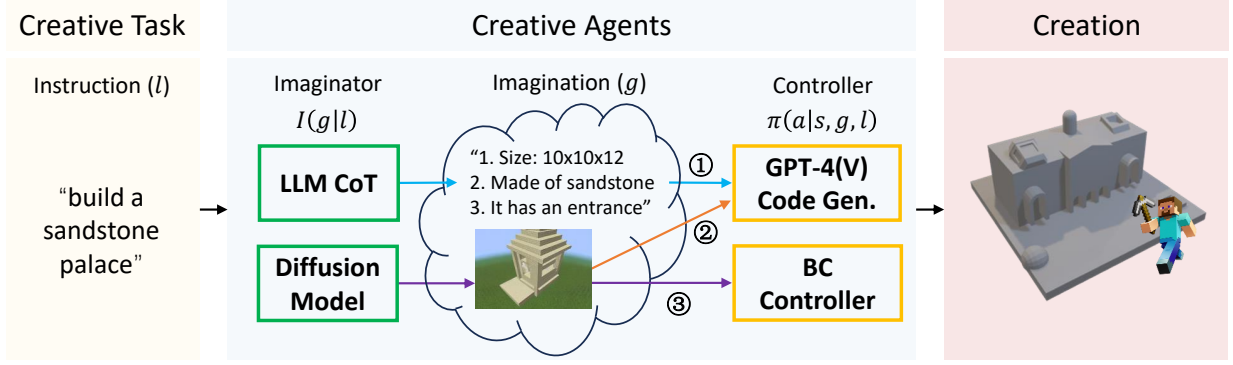 Creative Task
Creative Agents
Creation
Instruction (l)
"build a
sandstone
palace"
Imaginator
I(g|l)
LLM CoT
Diffusion
Model
Imagination (g)
"1. Size: 10x10x12
2. Made of sandstone
3. It has an entrance"
①
②
③
Controller
π(a|s, g, l)
GPT-4(V)
Code Gen.
BC
Controller